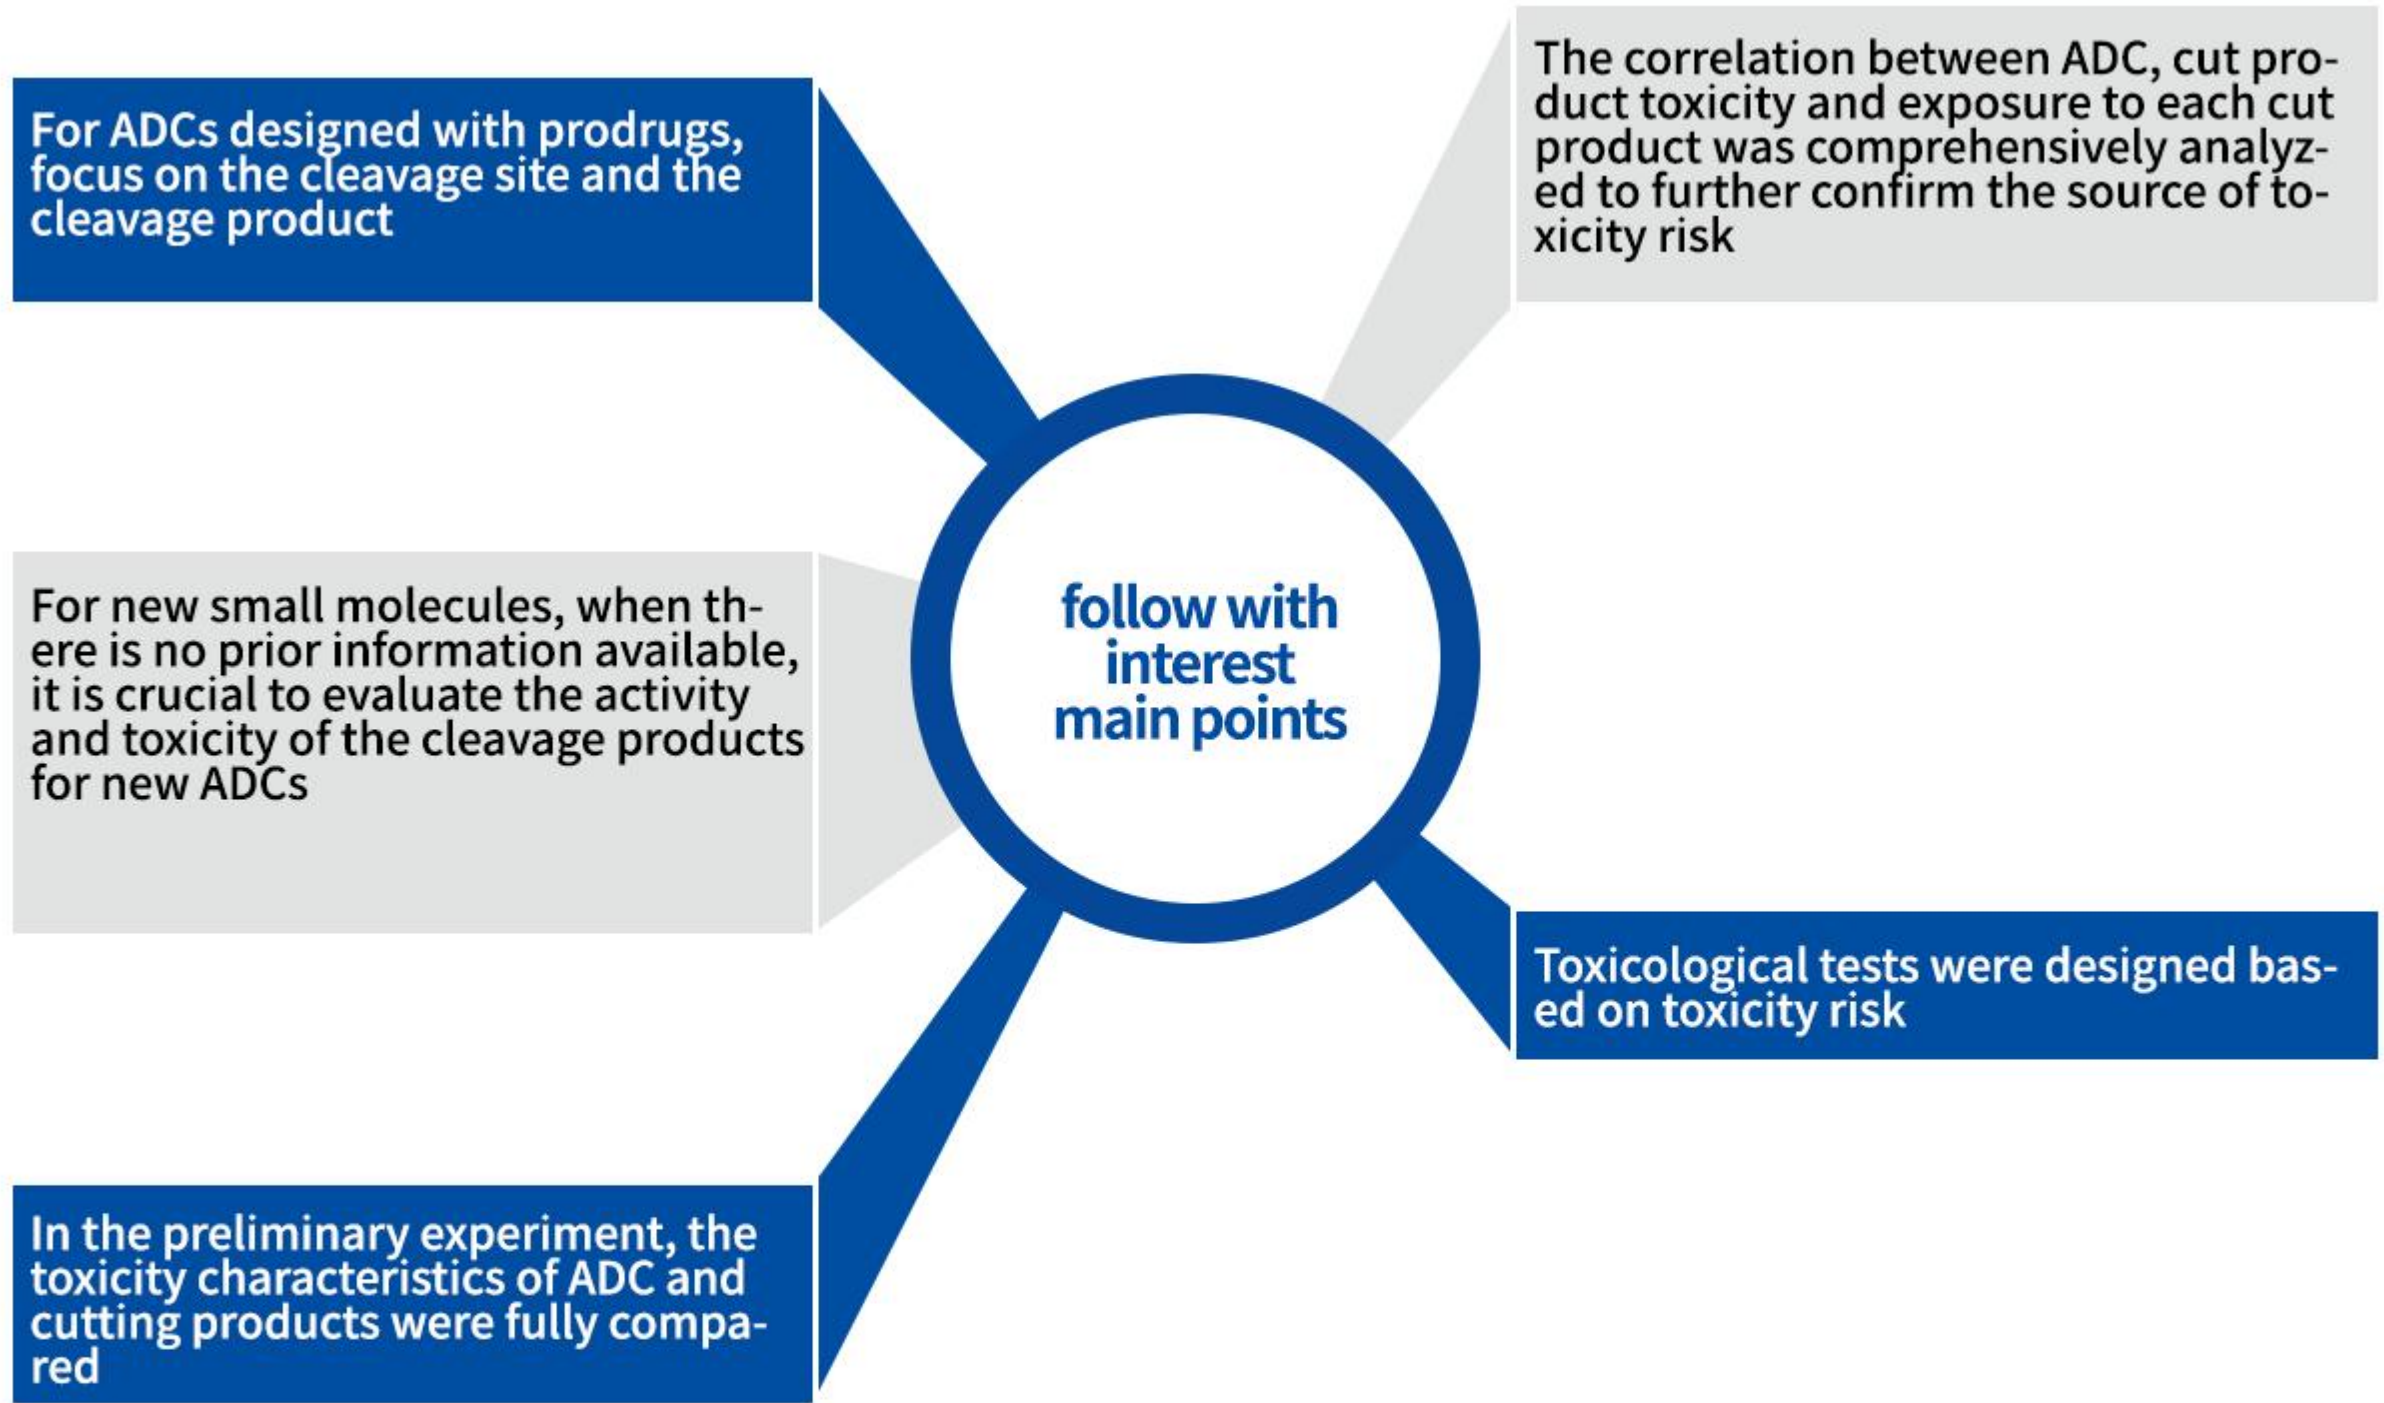 For ADCs designed with prodrugs,
focus on the cleavage site and the
cleavage product
The correlation between ADC, cut pro-
duct toxicity and exposure to each cut
product was comprehensively analyz-
ed to further confirm the source of to-
xicity risk
For new small molecules, when th-
ere is no prior information available,
it is crucial to evaluate the activity
and toxicity of the cleavage products
for new ADCs
follow with
interest
main points
Toxicological tests were designed bas-
ed on toxicity risk
In the preliminary experiment, the
toxicity characteristics of ADC and
cutting products were fully compa-
red